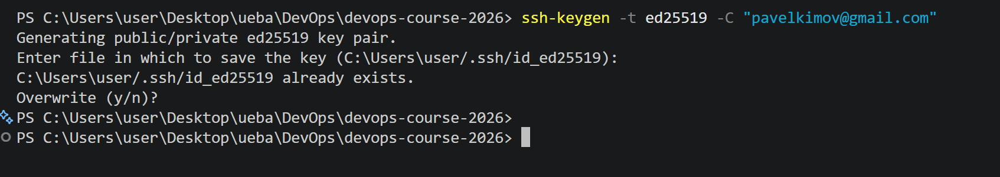 PS C:\Users\user\Desktop\ueba\DevOps\devops-course-2026> ssh-keygen -t ed25519 -C "pavelkimov@gmail.com"
Generating public/private ed25519 key pair.
Enter file in which to save the key (C:\Users\user/.ssh/id_ed25519):
C:\Users\user/.ssh/id_ed25519 already exists.
Overwrite (y/n)?
PS C:\Users\user\Desktop\ueba\DevOps\devops-course-2026>
PS C:\Users\user\Desktop\ueba\DevOps\devops-course-2026>